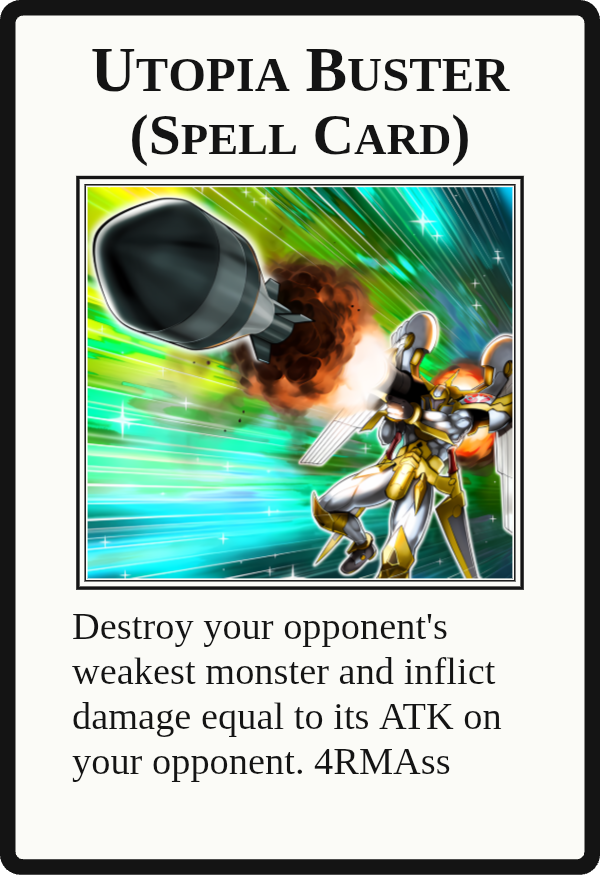 Utopia Buster
(Spell Card)
Destroy your opponent's
weakest monster and inflict
damage equal to its ATK on
your opponent. 4RMAss